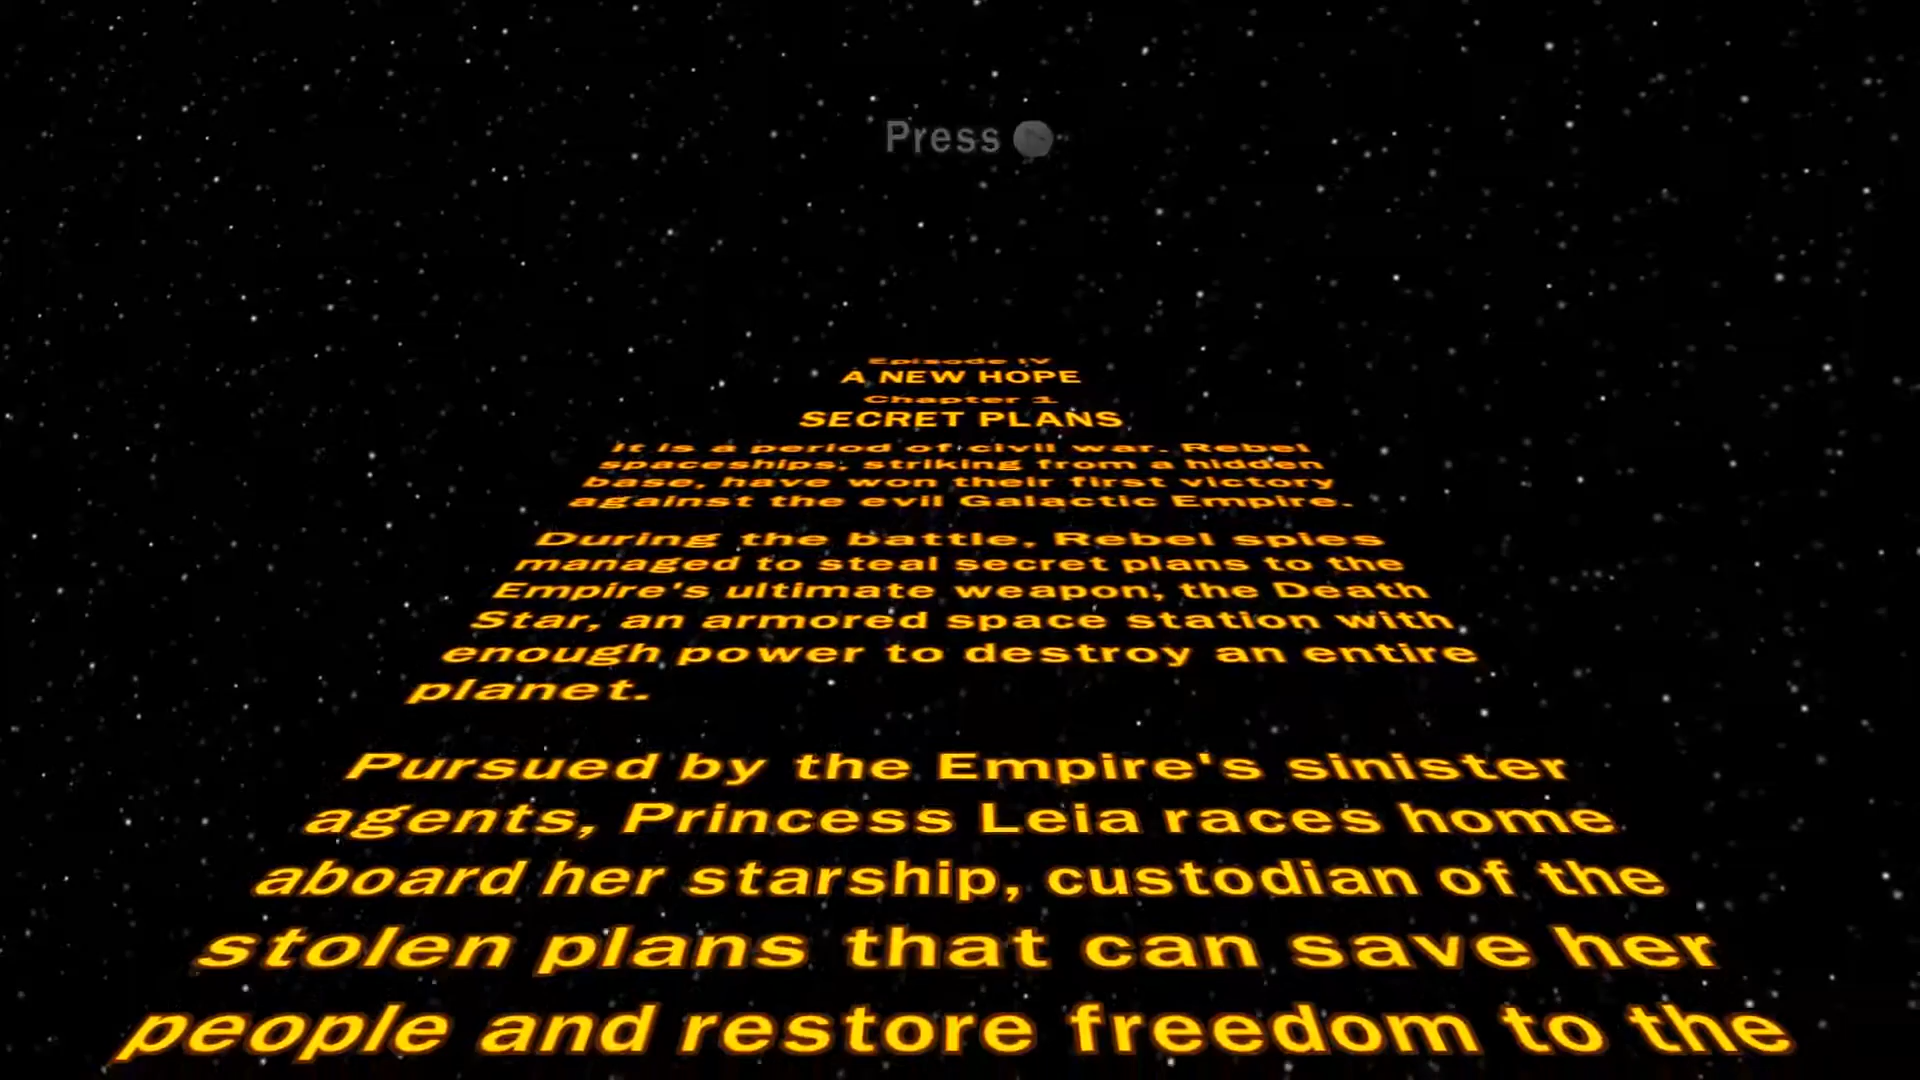 Press
Episode IV
A NEW HOPE
Chapter 1
SECRET PLANS
It is a period of civil war. Rebel
spaceships, striking from a hidden
base, have won their first victory
against the evil Galactic Empire.
During the battle, Rebel spies
managed to steal secret plans to the
Empire's ultimate weapon, the Death
Star, an armored space station with
enough power to destroy an entire
planet.
Pursued by the Empire's sinister
agents, Princess Leia races home
aboard her starship, custodian of the
stolen plans that can save her
people and restore freedom to the